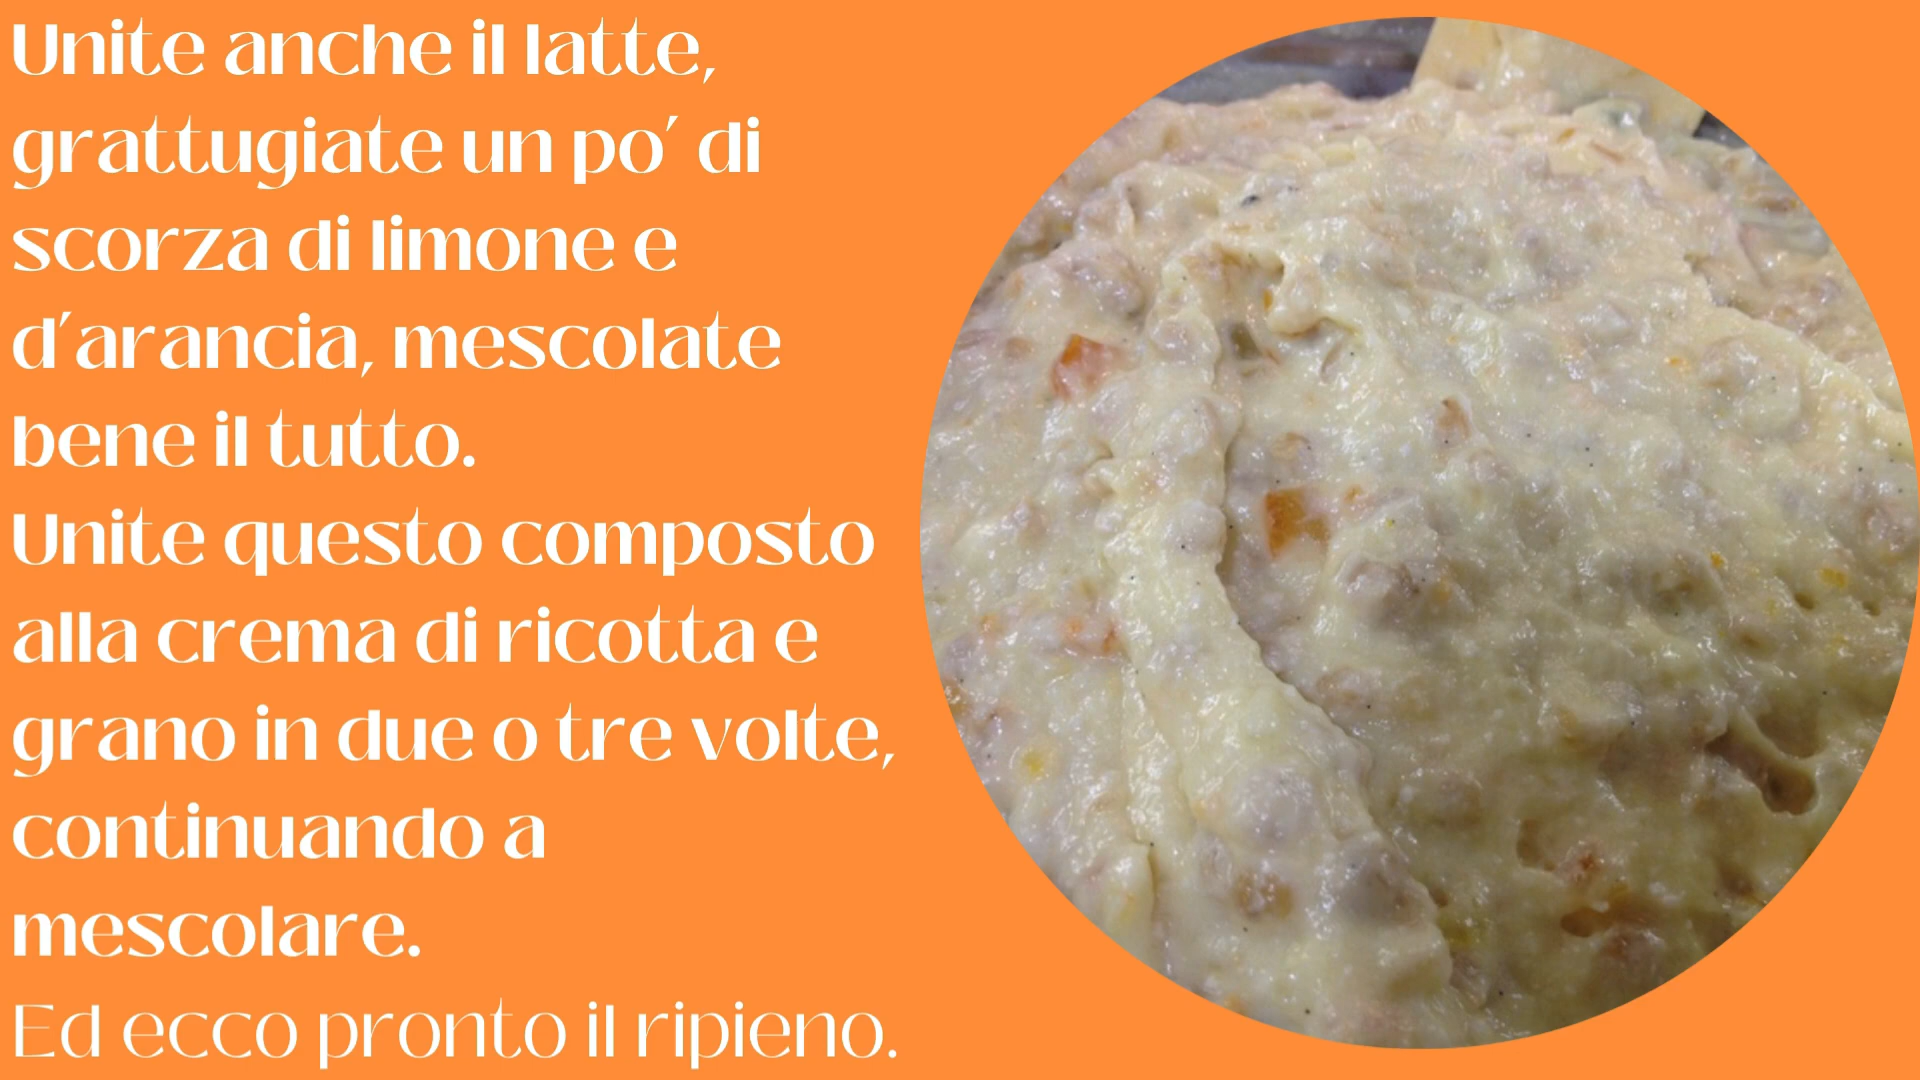 Unite anche il latte,
grattugiate un po' di
scorza di limone e
d'arancia, mescolate
bene il tutto.
Unite questo composto
alla crema di ricotta e
grano in due o tre volte,
continuando a
mescolare.
Ed ecco pronto il ripieno.